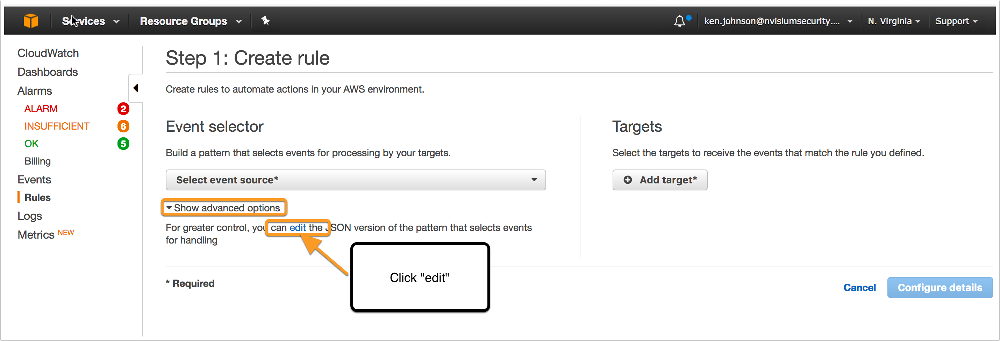 Services
Resource Groups
ken.johnson@nvisiumsecurity....
N. Virginia
Support
CloudWatch
Dashboards
Alarms
ALARM 2
INSUFFICIENT 6
OK 5
Billing
Events
Rules
Logs
Metrics NEW
Step 1: Create rule
Create rules to automate actions in your AWS environment.
Event selector
Build a pattern that selects events for processing by your targets.
Select event source*
Show advanced options
For greater control, you can edit the JSON version of the pattern that selects events
for handling
Click "edit"
Targets
Select the targets to receive the events that match the rule you defined.
Add target*
* Required
Cancel
Configure details